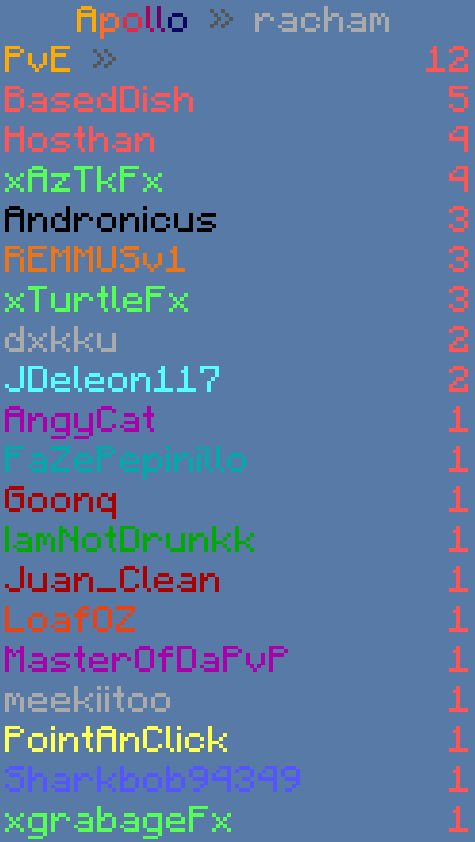 Apollo » racham
PvE » 12
BasedDish 5
Hosthan 4
xAzTkFx 4
Andronicus 3
REMMUSv1 3
xTurtleFx 3
dxkku 2
JDeleon117 2
AngyCat 1
FaZePepinillo 1
Goonq 1
IamNotDrunkk 1
Juan_Clean 1
LoafOZ 1
MasterOfDaPvP 1
meekiitoo 1
PointAnClick 1
Sharkbob94349 1
xgrabageFx 1